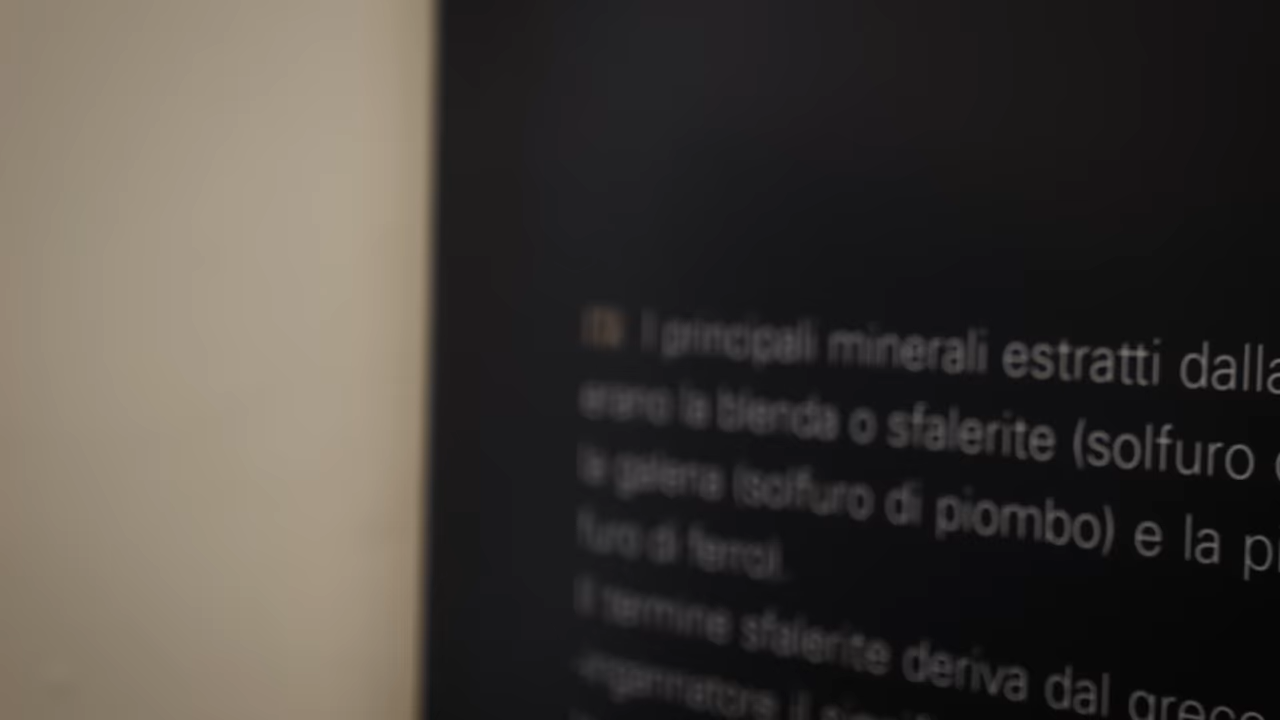 I principali minerali estratti dalla
erano la blenda o sfalerite (solfuro
la galena (solfuro di piombo) e la
furo di ferro).
Il termine sfalerite deriva dal greco
ingannatore, il